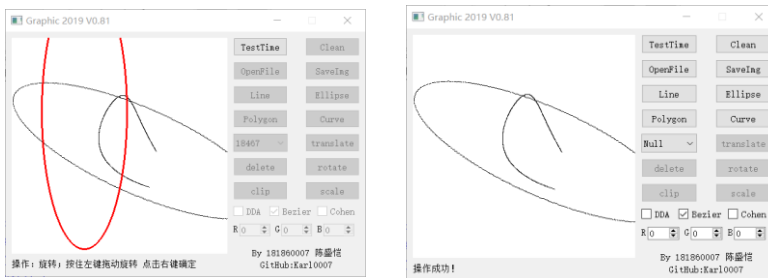 Graphic 2019 V0.81
TestTime Clean
OpenFile SaveImg
Line Ellipse
Polygon Curve
18467 translate
delete rotate
clip scale
DDA Bezier Cohen
R 0 G 0 B 0
By 181860007 陈盛恺
GitHub:Karl0007
操作：旋转；按住左键拖动旋转 点击右键确定
Graphic 2019 V0.81
TestTime Clean
OpenFile SaveImg
Line Ellipse
Polygon Curve
Null translate
delete rotate
clip scale
DDA Bezier Cohen
R 0 G 0 B 0
By 181860007 陈盛恺
GitHub:Karl0007
操作成功！